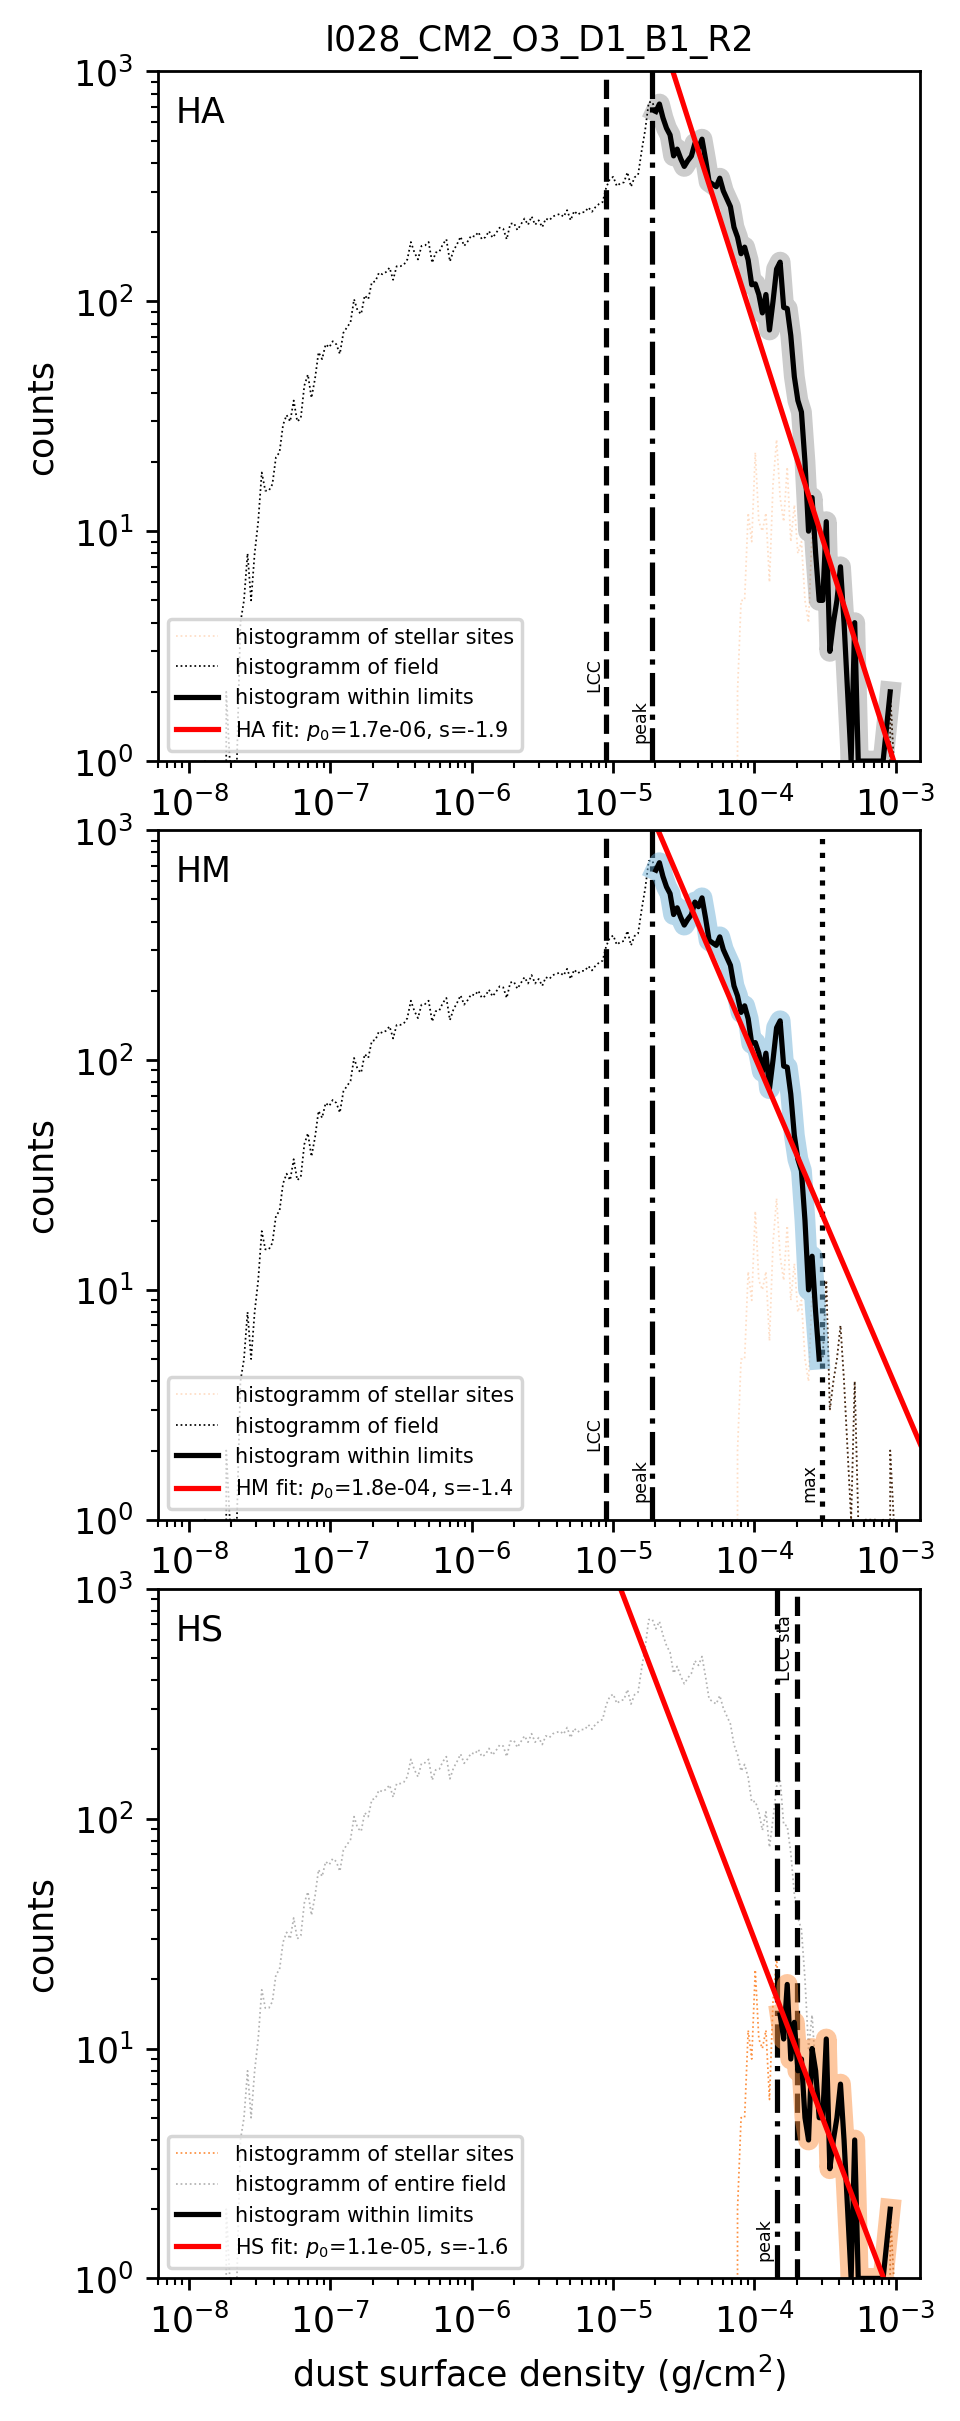 I028_CM2_O3_D1_B1_R2
10³
HA
10²
counts
10¹
histogramm of stellar sites
histogramm of field
histogram within limits
HA fit: p₀=1.7e-06, s=-1.9
LCC
peak
10⁰
10⁻⁸ 10⁻⁷ 10⁻⁶ 10⁻⁵ 10⁻⁴ 10⁻³
10³
HM
10²
counts
10¹
histogramm of stellar sites
histogramm of field
histogram within limits
HM fit: p₀=1.8e-04, s=-1.4
LCC
peak
max
10⁰
10⁻⁸ 10⁻⁷ 10⁻⁶ 10⁻⁵ 10⁻⁴ 10⁻³
10³
HS
LCC sta
10²
counts
10¹
histogramm of stellar sites
histogramm of entire field
histogram within limits
HS fit: p₀=1.1e-05, s=-1.6
peak
10⁰
10⁻⁸ 10⁻⁷ 10⁻⁶ 10⁻⁵ 10⁻⁴ 10⁻³
dust surface density (g/cm²)